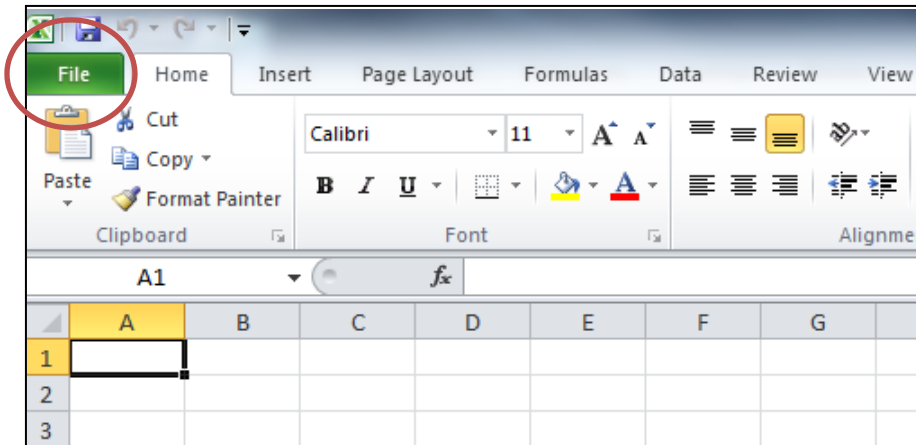 File Home Insert Page Layout Formulas Data Review View
Cut
Calibri 11 A A
Copy
Paste
B I U A
Format Painter
Clipboard Font Alignme
A1 fx
A B C D E F G
1
2
3